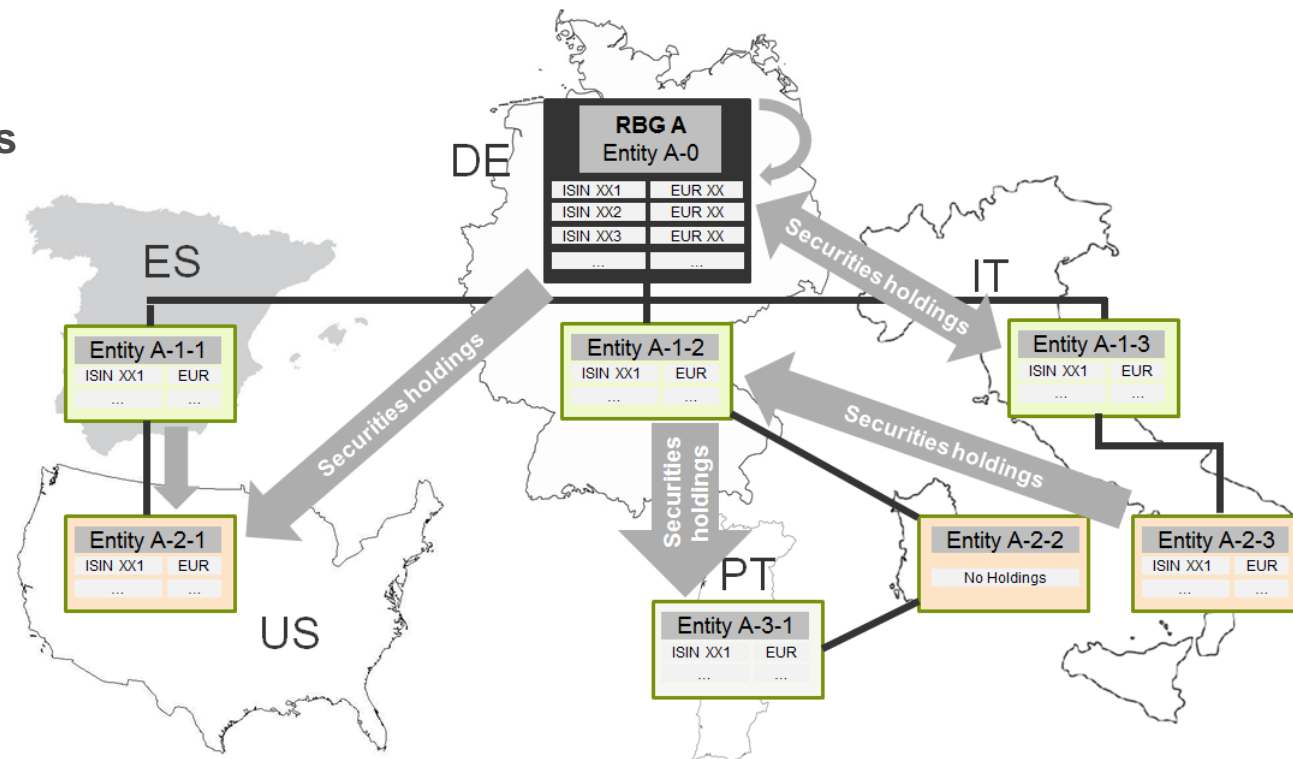 s
RBG A
Entity A-0
DE
ISIN XX1 EUR XX
ISIN XX2 EUR XX
ISIN XX3 EUR XX
... ...
Securities holdings
ES
IT
Entity A-1-1
ISIN XX1 EUR
... ...
Securities holdings
Entity A-1-2
ISIN XX1 EUR
... ...
Entity A-1-3
ISIN XX1 EUR
... ...
Securities holdings
Securities
holdings
Entity A-2-1
ISIN XX1 EUR
... ...
US
PT
Entity A-2-2
No Holdings
Entity A-2-3
ISIN XX1 EUR
... ...
Entity A-3-1
ISIN XX1 EUR
... ...